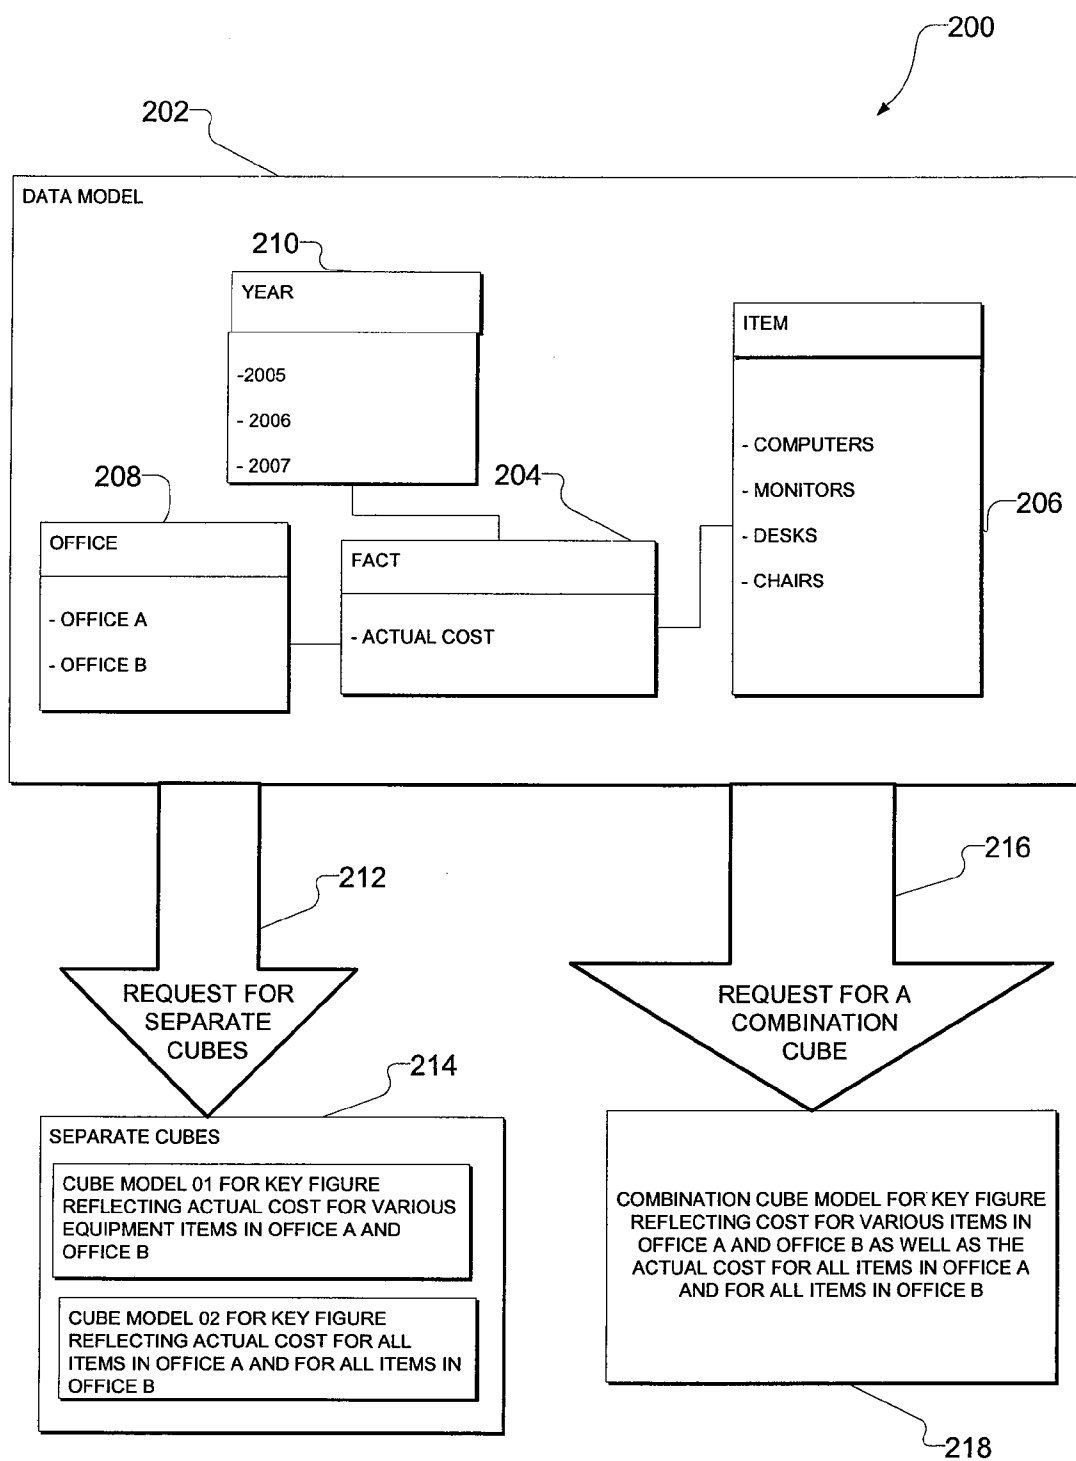 200
202
DATA MODEL
210
YEAR
-2005
- 2006
- 2007
ITEM
- COMPUTERS
- MONITORS
- DESKS
- CHAIRS
206
208
OFFICE
- OFFICE A
- OFFICE B
204
FACT
- ACTUAL COST
212
REQUEST FOR
SEPARATE
CUBES
216
REQUEST FOR A
COMBINATION
CUBE
214
SEPARATE CUBES
CUBE MODEL 01 FOR KEY FIGURE
REFLECTING ACTUAL COST FOR VARIOUS
EQUIPMENT ITEMS IN OFFICE A AND
OFFICE B
CUBE MODEL 02 FOR KEY FIGURE
REFLECTING ACTUAL COST FOR ALL
ITEMS IN OFFICE A AND FOR ALL ITEMS IN
OFFICE B
COMBINATION CUBE MODEL FOR KEY FIGURE
REFLECTING COST FOR VARIOUS ITEMS IN
OFFICE A AND OFFICE B AS WELL AS THE
ACTUAL COST FOR ALL ITEMS IN OFFICE A
AND FOR ALL ITEMS IN OFFICE B
218